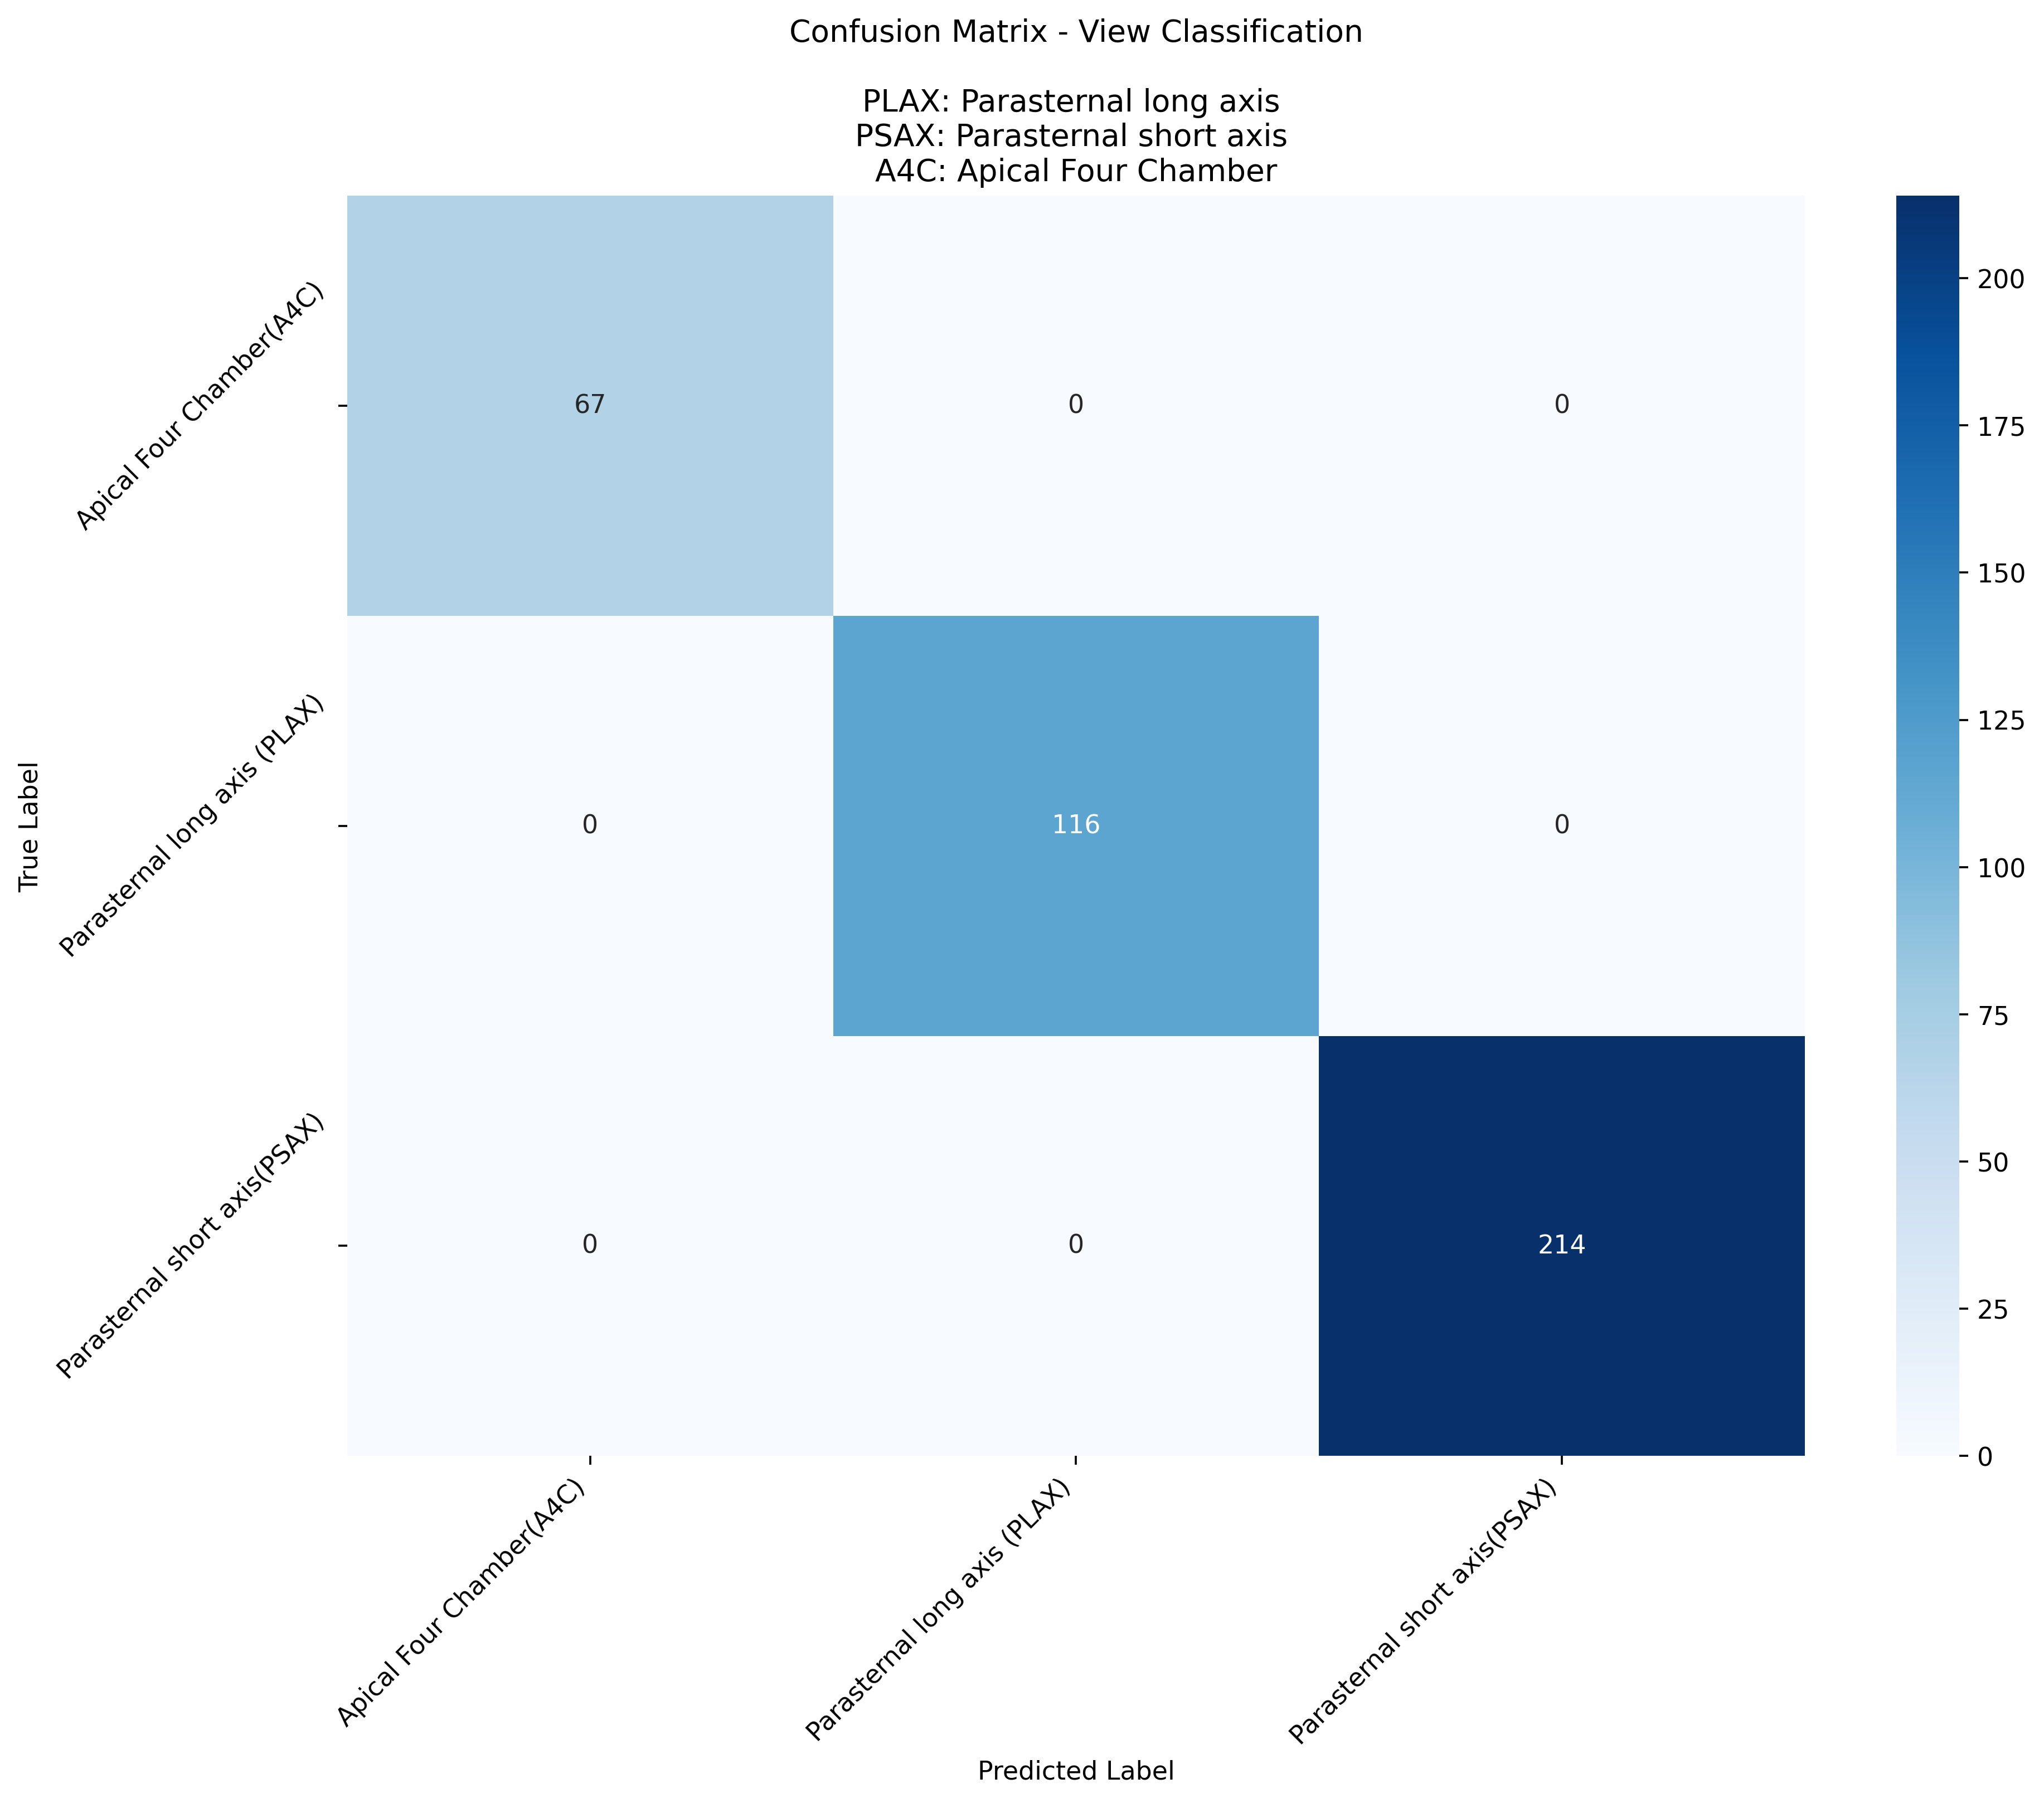 Confusion Matrix - View Classification
PLAX: Parasternal long axis
PSAX: Parasternal short axis
A4C: Apical Four Chamber
True Label
Apical Four Chamber(A4C)
67
0
0
Parasternal long axis (PLAX)
0
116
0
Parasternal short axis(PSAX)
0
0
214
Apical Four Chamber(A4C)
Parasternal long axis (PLAX)
Parasternal short axis(PSAX)
Predicted Label
200
175
150
125
100
75
50
25
0